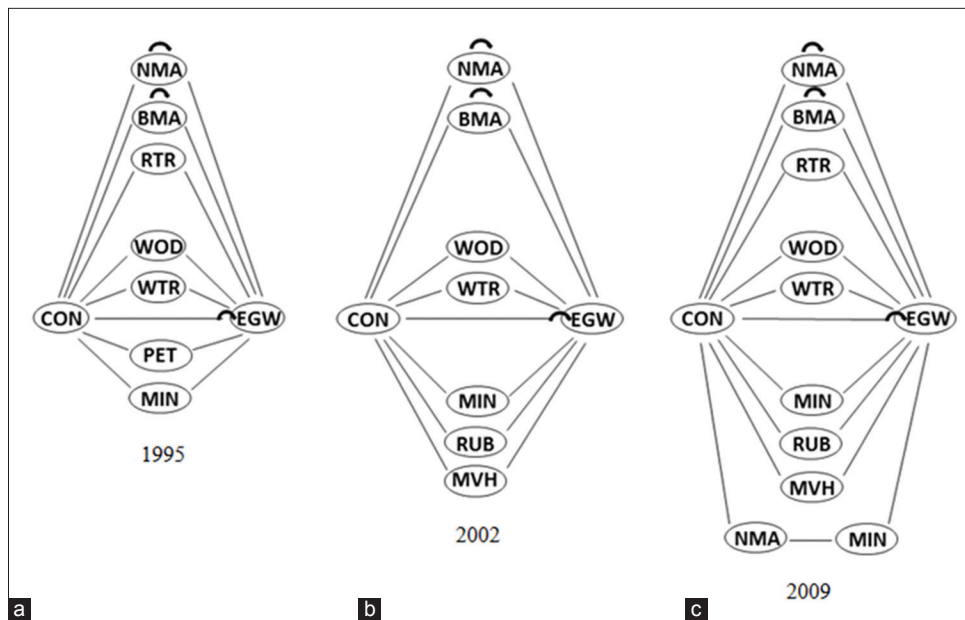 NMA
BMA
RTR
WOD
WTR
CON
EGW
PET
MIN
1995
a
NMA
BMA
WOD
WTR
CON
EGW
MIN
RUB
MVH
2002
b
NMA
BMA
RTR
WOD
WTR
CON
EGW
MIN
RUB
MVH
NMA
MIN
2009
c